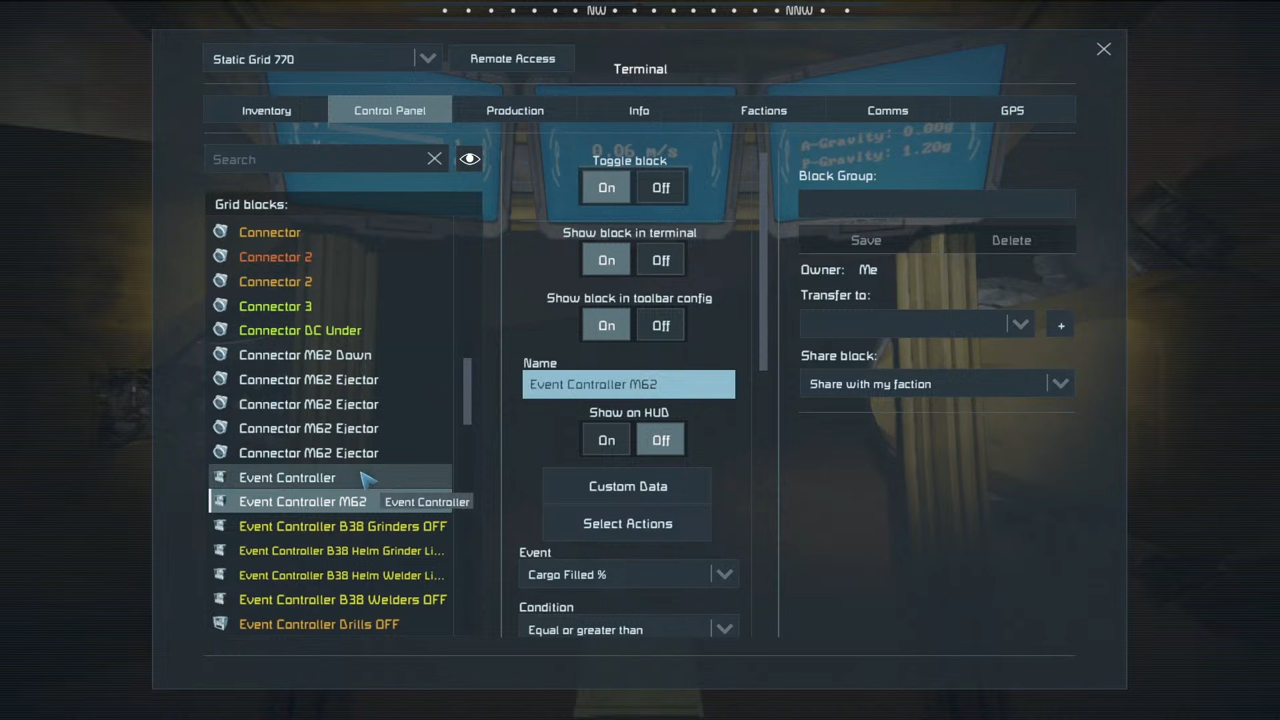 NW
NNW
Static Grid 770
Remote Access
Terminal
Inventory
Control Panel
Production
Info
Factions
Comms
GPS
Search
Grid blocks:
Connector
Connector 2
Connector 2
Connector 3
Connector DC Under
Connector M62 Down
Connector M62 Ejector
Connector M62 Ejector
Connector M62 Ejector
Connector M62 Ejector
Event Controller
Event Controller M62
Event Controller
Event Controller B38 Grinders OFF
Event Controller B38 Helm Grinder Li...
Event Controller B38 Helm Welder Li...
Event Controller B38 Welders OFF
Event Controller Drills OFF
0.06 m/s
Toggle block
On Off
Show block in terminal
On Off
Show block in toolbar config
On Off
Name
Event Controller M62
Show on HUD
On Off
Custom Data
Select Actions
Event
Cargo Filled %
Condition
Equal or greater than
A-Gravity: 0.00g
P-Gravity: 1.20g
Block Group:
Save
Delete
Owner: Me
Transfer to:
+
Share block:
Share with my faction